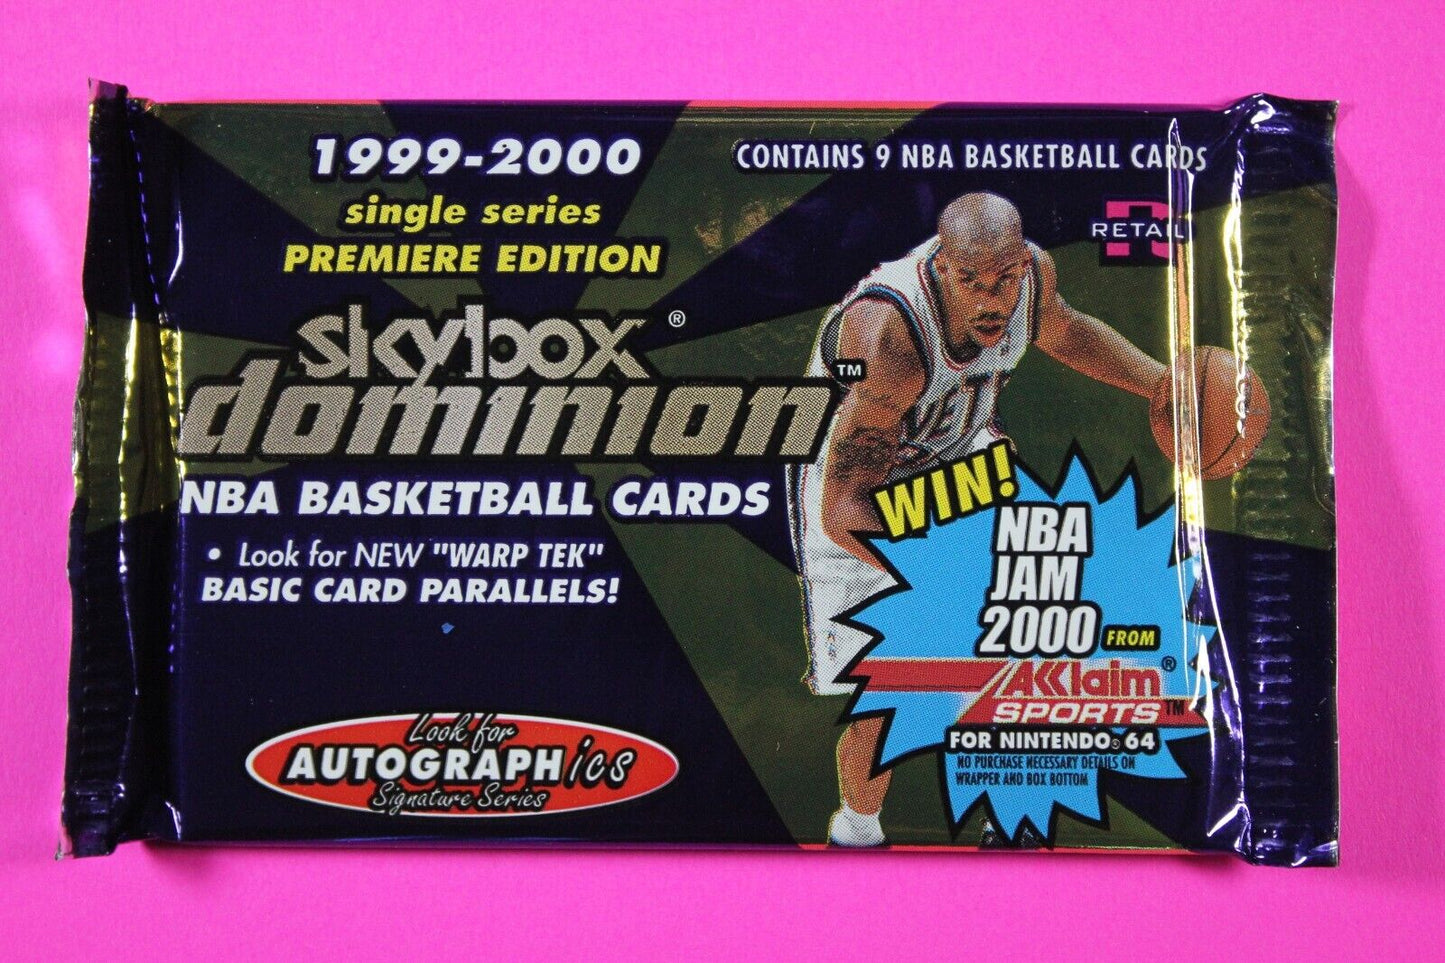 1999-2000
single series
PREMIERE EDITION
skybox®
dominion™
NBA BASKETBALL CARDS
• Look for NEW "WARP TEK"
BASIC CARD PARALLELS!
Look for
AUTOGRAPHics
Signature Series
CONTAINS 9 NBA BASKETBALL CARDS
R
RETAIL
NET
WIN!
NBA
JAM
2000 FROM
AKKlaim®
SPORTS™
FOR NINTENDO® 64
NO PURCHASE NECESSARY DETAILS ON
WRAPPER AND BOX BOTTOM